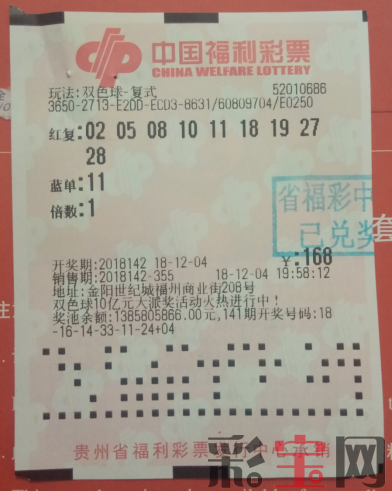 中国福利彩票
CHINA WELFARE LOTTERY
玩法:双色球-复式 52010686
3650-2713-E2DD-ECD3-8631/60809704/E0250
红复:02 05 08 10 11 18 19 27
28
蓝单:11
倍数:1
省福彩中
已兑奖
¥:168
开奖期:2018142 18-12-04
销售期:2018142-355 18-12-04 19:58:12
地址:金阳世纪城福州商业街208号
双色球10亿元大派奖活动火热进行中！
奖池余额:1385805866.00元,141期开奖号码:18
-16-14-33-11-24+04
贵州省福利彩票发行中心承销
彩宝网
套